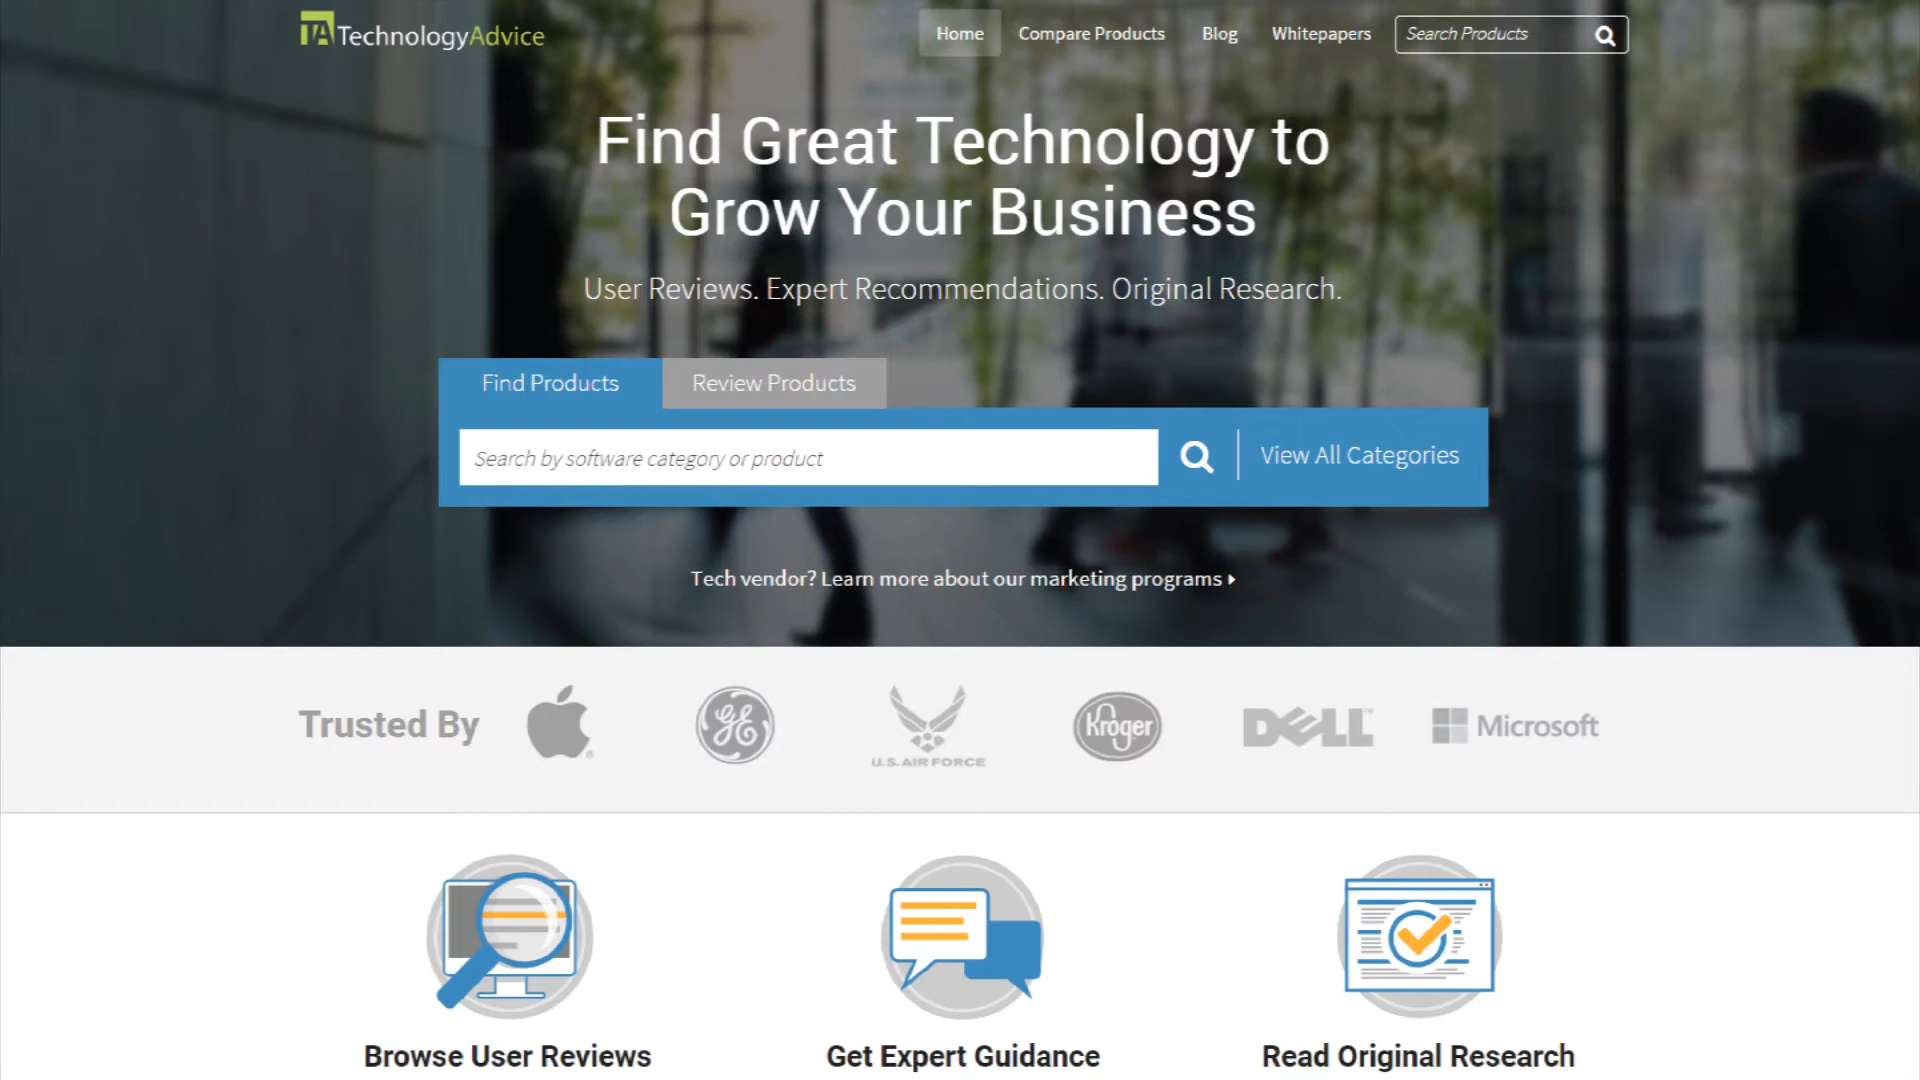 TA TechnologyAdvice
Home Compare Products Blog Whitepapers Search Products
Find Great Technology to
Grow Your Business
User Reviews. Expert Recommendations. Original Research.
Find Products Review Products
Search by software category or product View All Categories
Tech vendor? Learn more about our marketing programs
Trusted By GE U.S. AIR FORCE Kroger DELL™ Microsoft
Browse User Reviews Get Expert Guidance Read Original Research